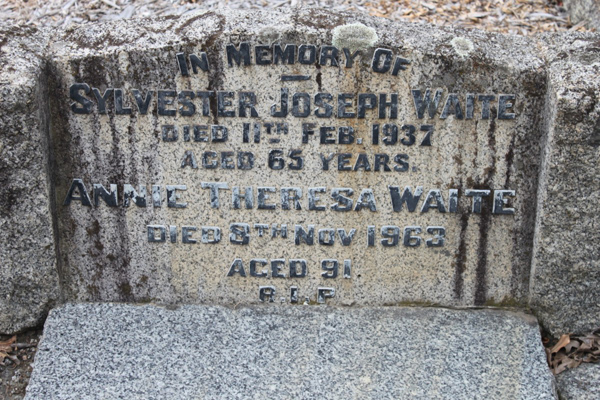 In Memory Of
Sylvester Joseph Waite
Died 11th Feb. 1937
Aged 65 years.
Annie Theresa Waite
Died 8th Nov 1963
Aged 91.
R.I.P.